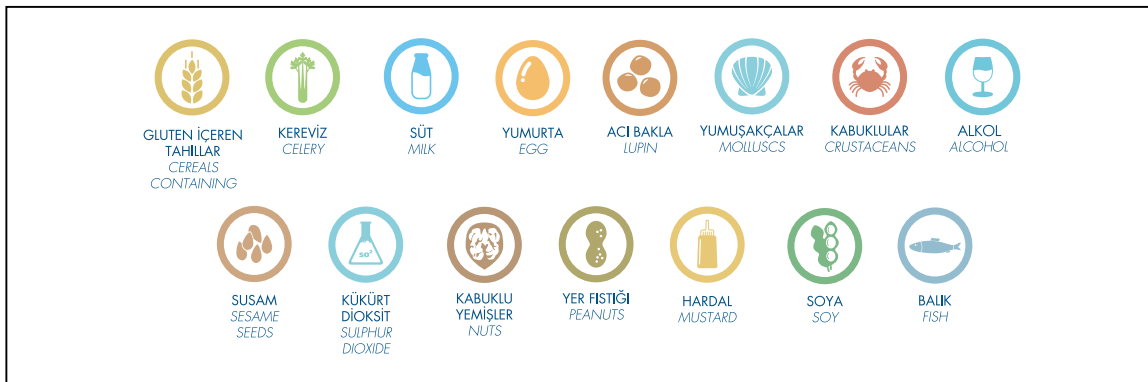 GLUTEN İÇEREN
TAHILLAR
CEREALS
CONTAINING
KEREVİZ
CELERY
SÜT
MILK
YUMURTA
EGG
ACI BAKLA
LUPIN
YUMUŞAKÇALAR
MOLLUSCS
KABUKLULAR
CRUSTACEANS
ALKOL
ALCOHOL
SUSAM
SESAME
SEEDS
so²
KÜKÜRT
DİOKSİT
SULPHUR
DIOXIDE
KABUKLU
YEMİŞLER
NUTS
YER FISTIĞI
PEANUTS
HARDAL
MUSTARD
SOYA
SOY
BALIK
FISH